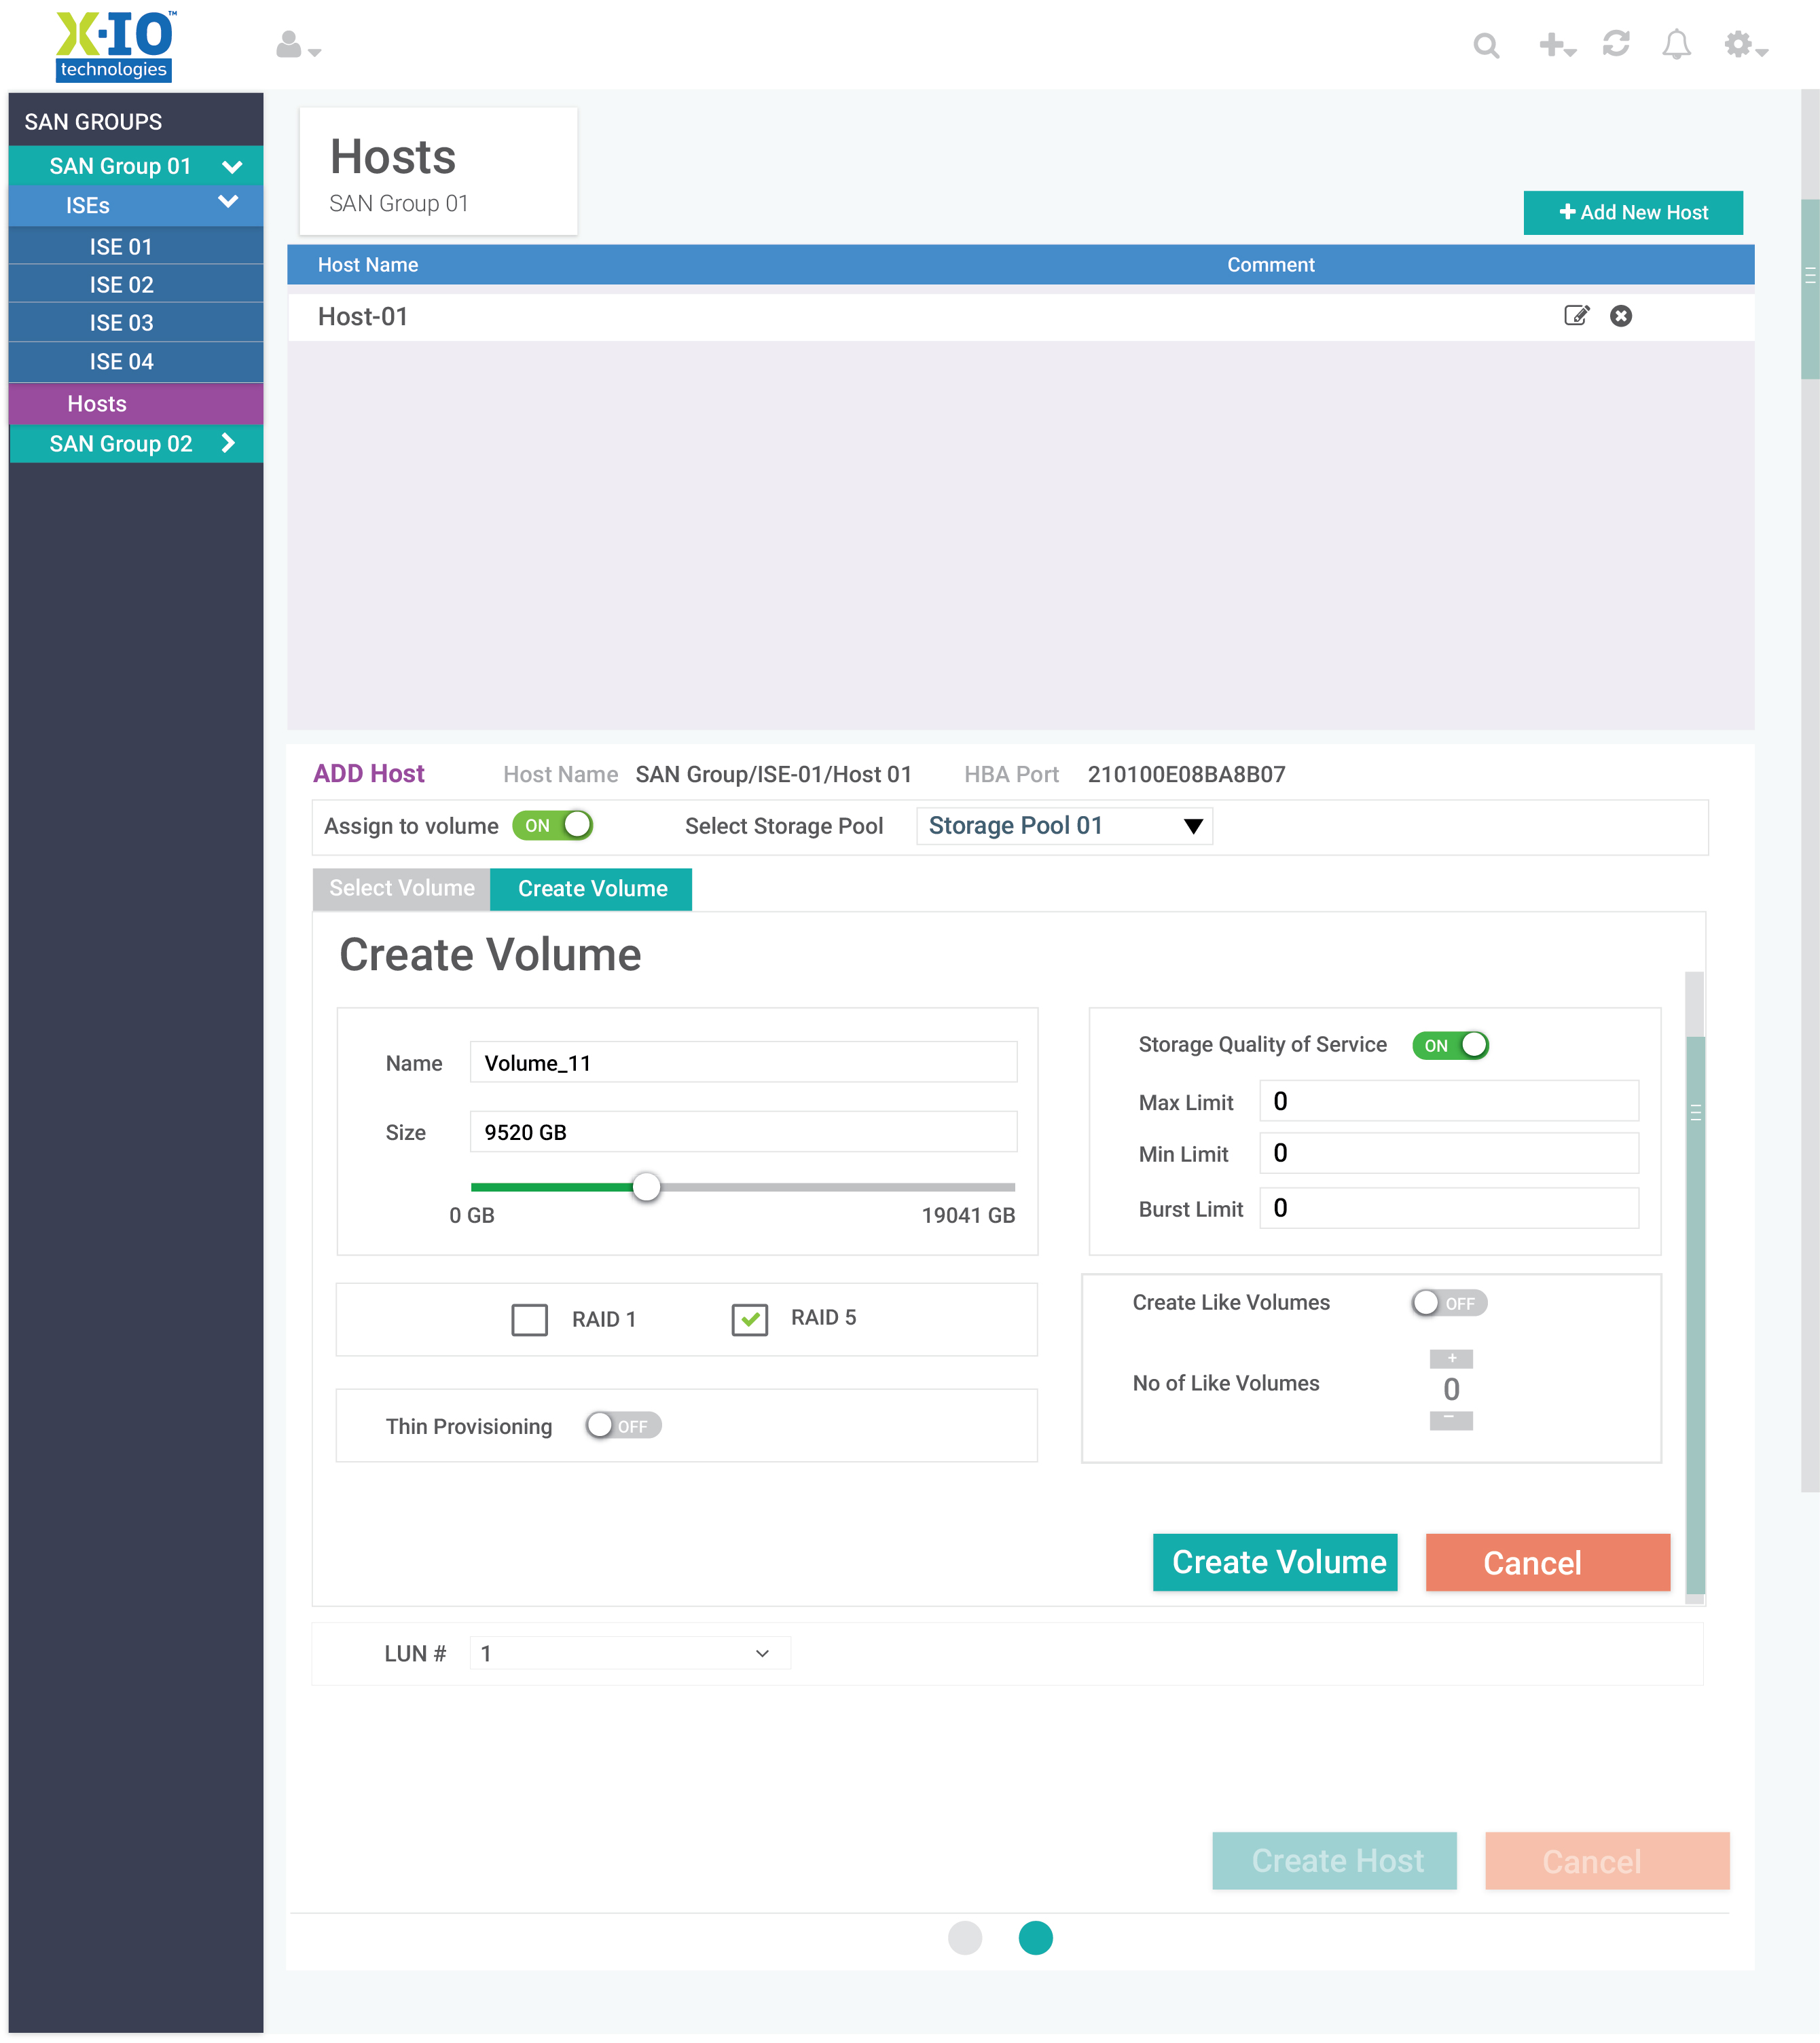 X-IO™
technologies
SAN GROUPS
SAN Group 01
ISEs
ISE 01
ISE 02
ISE 03
ISE 04
Hosts
SAN Group 02
Hosts
SAN Group 01
+ Add New Host
Host Name Comment
Host-01
ADD Host Host Name SAN Group/ISE-01/Host 01 HBA Port 210100E08BA8B07
Assign to volume ON Select Storage Pool Storage Pool 01
Select Volume Create Volume
Create Volume
Name Volume_11
Size 9520 GB
0 GB 19041 GB
Storage Quality of Service ON
Max Limit 0
Min Limit 0
Burst Limit 0
RAID 1 RAID 5
Thin Provisioning OFF
Create Like Volumes OFF
+
No of Like Volumes 0
−
Create Volume Cancel
LUN # 1
Create Host Cancel